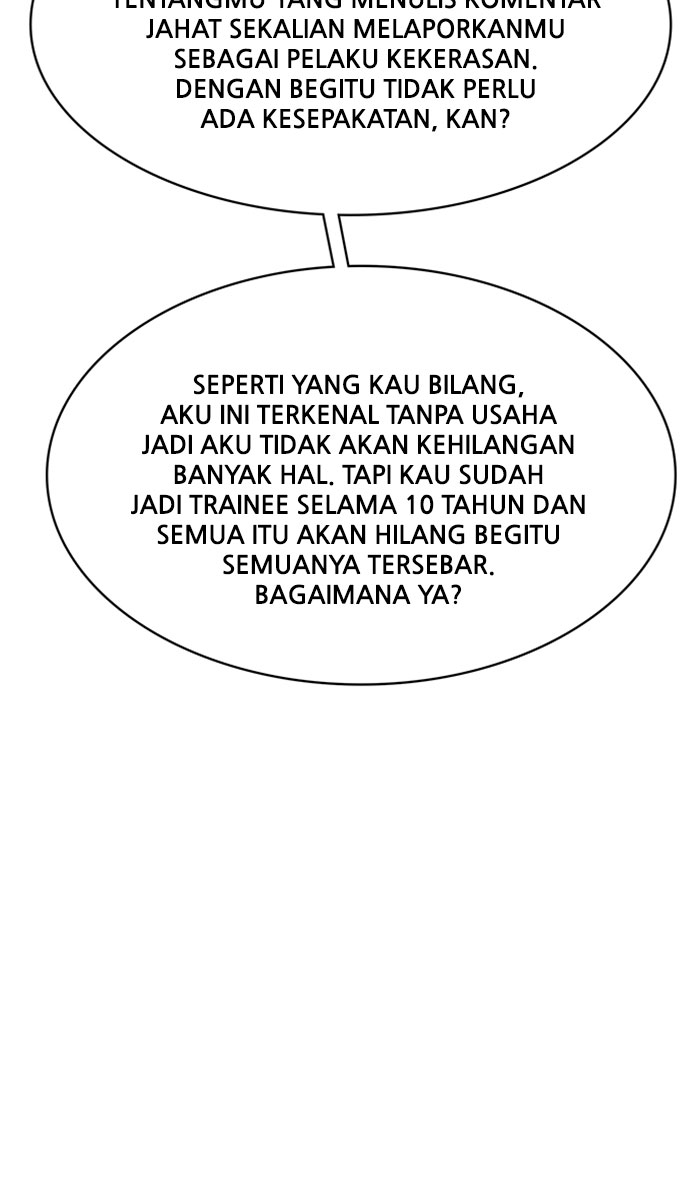 TENTANGMU YANG MENULIS KOMENTAR
JAHAT SEKALIAN MELAPORKANMU
SEBAGAI PELAKU KEKERASAN.
DENGAN BEGITU TIDAK PERLU
ADA KESEPAKATAN, KAN?
SEPERTI YANG KAU BILANG,
AKU INI TERKENAL TANPA USAHA
JADI AKU TIDAK AKAN KEHILANGAN
BANYAK HAL. TAPI KAU SUDAH
JADI TRAINEE SELAMA 10 TAHUN DAN
SEMUA ITU AKAN HILANG BEGITU
SEMUANYA TERSEBAR.
BAGAIMANA YA?